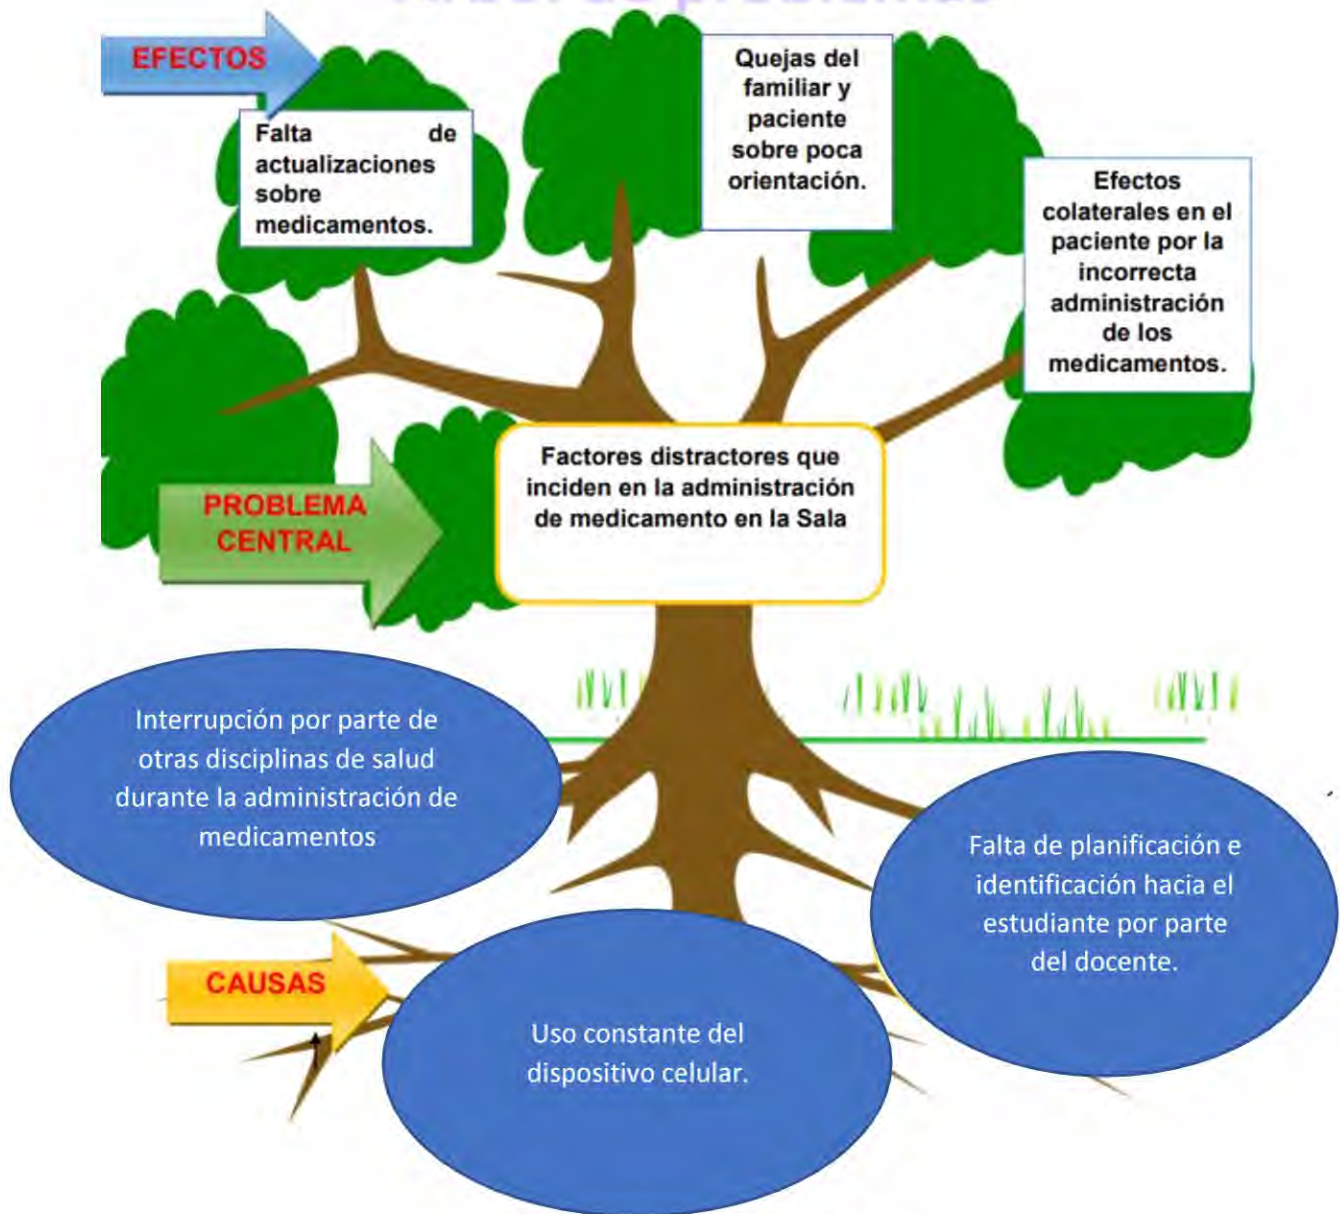 EFECTOS
Falta de
actualizaciones
sobre
medicamentos.
Quejas del
familiar y
paciente
sobre poca
orientación.
Efectos
colaterales en el
paciente por la
incorrecta
administración
de los
medicamentos.
PROBLEMA
CENTRAL
Factores distractores que
inciden en la administración
de medicamento en la Sala
Interrupción por parte de
otras disciplinas de salud
durante la administración de
medicamentos
Falta de planificación e
identificación hacia el
estudiante por parte
del docente.
CAUSAS
Uso constante del
dispositivo celular.